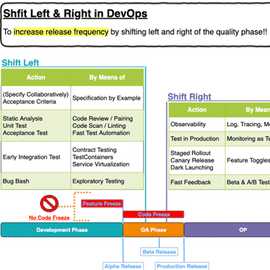 Shfit Left & Right in DevOps
To increase release frequency by shifting left and right of the quality phase!!
Shift Left
Action
By Means of
(Specify Collaboratively)
Acceptance Criteria
Specification by Example
Static Analysis
Unit Test
Acceptance Test
Code Review / Pairing
Code Scan / Linting
Fast Test Automation
Early Integration Test
Contract Testing
TestContainers
Service Virtualization
Bug Bash
Exploratory Testing
Shift Right
Action
By Means
Observability
Log, Tracing, M
Test in Production
Monitoring as Te
Staged Rollout
Canary Release
Dark Launching
Feature Toggles
Fast Feedback
Beta & A/B Test
No Code Freeze
Feature Freeze
Code Freeze
Development Phase
GA Phase
OP
Beta Release
Alpha Release
Production Release